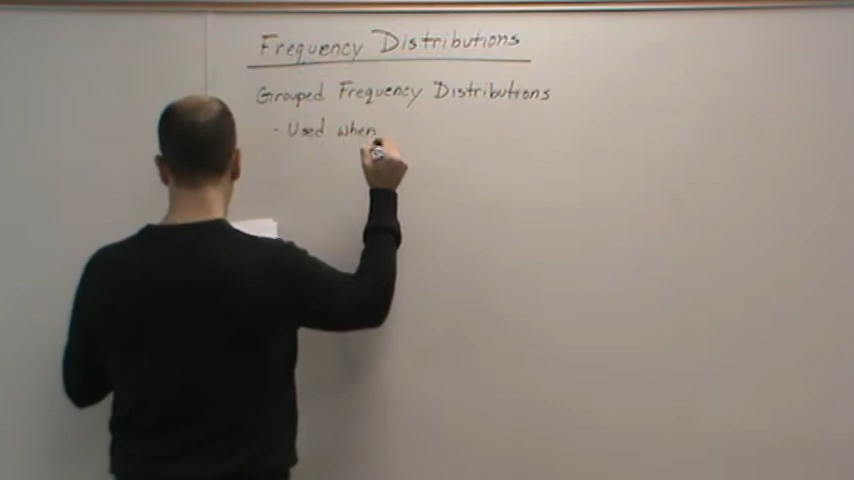 Frequency Distributions
Grouped Frequency Distributions
- Used when